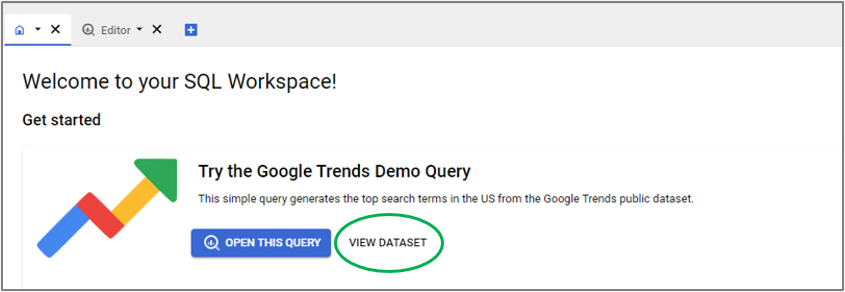 Editor
Welcome to your SQL Workspace!
Get started
Try the Google Trends Demo Query
This simple query generates the top search terms in the US from the Google Trends public dataset.
OPEN THIS QUERY VIEW DATASET